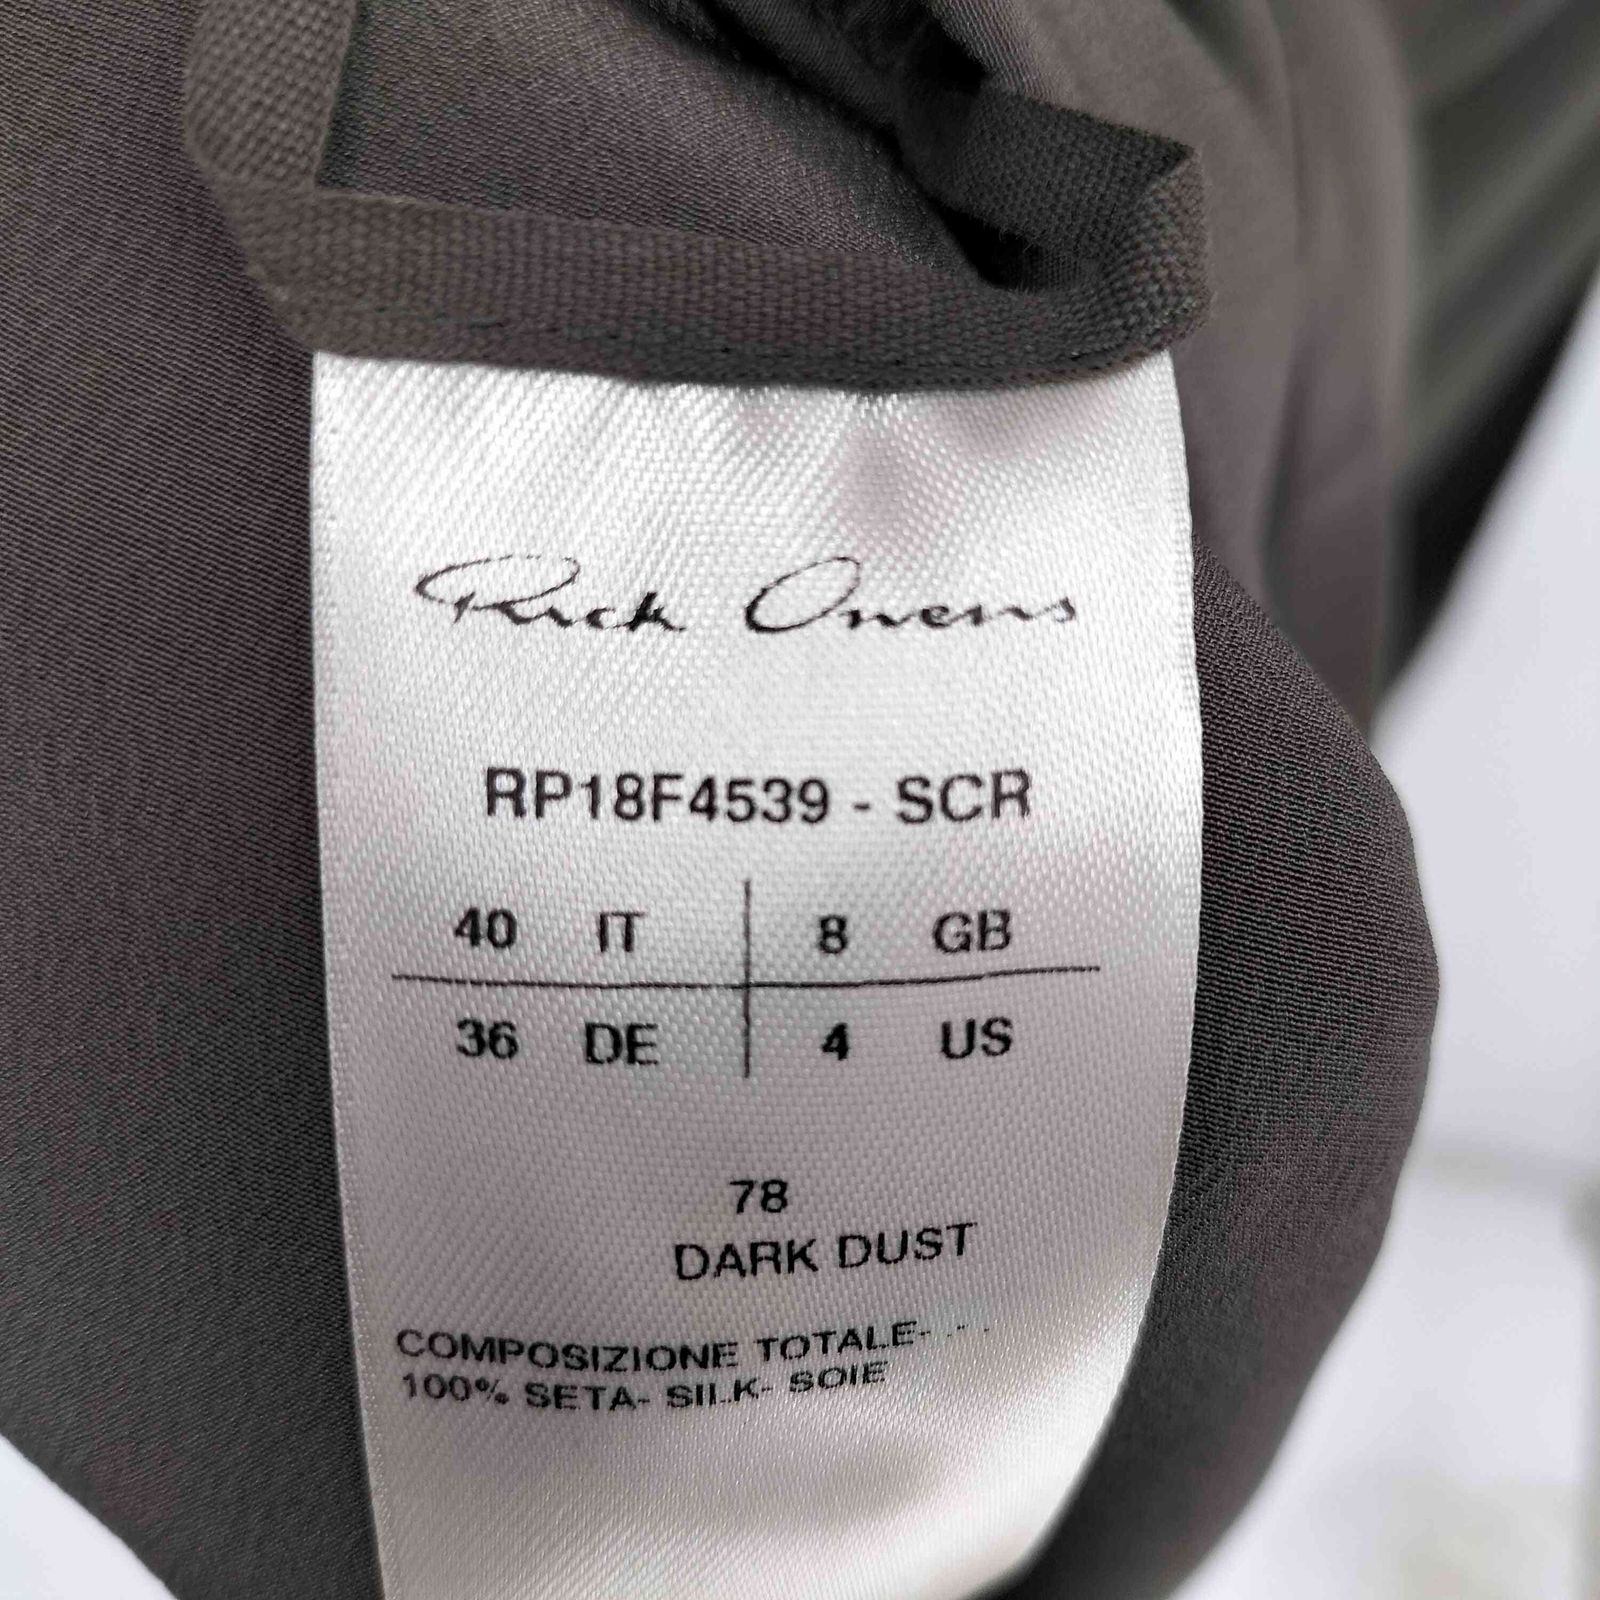 Rick Owens
RP18F4539 - SCR
40 IT 8 GB
36 DE 4 US
78
DARK DUST
COMPOSIZIONE TOTALE-
100% SETA- SILK- SOIE